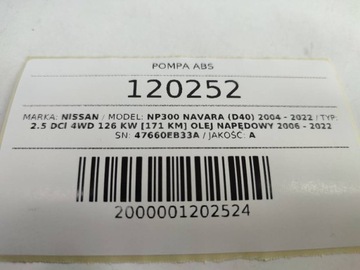 POMPA ABS
120252
MARKA: NISSAN / MODEL: NP300 NAVARA (D40) 2004 - 2022 / TYP:
2.5 DCI 4WD 126 KW [171 KM] OLEJ NAPĘDOWY 2006 - 2022
SN: 47660EB33A / JAKOŚĆ: A
2000001202524